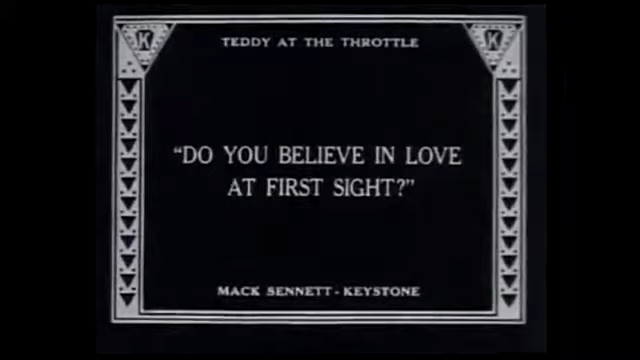 K K
TEDDY AT THE THROTTLE
"DO YOU BELIEVE IN LOVE
AT FIRST SIGHT?"
MACK SENNETT - KEYSTONE